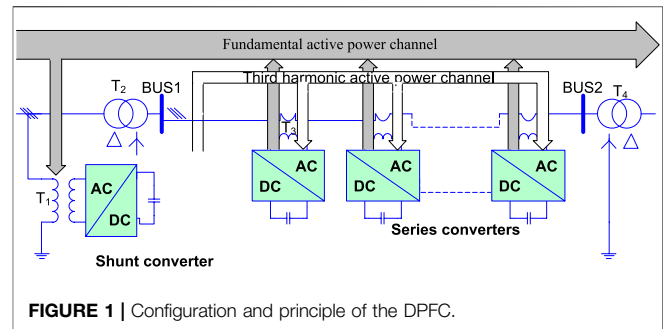 Fundamental active power channel
T2
BUS1
Third harmonic active power channel
BUS2
T4
T3
T1
AC
DC
AC
DC
AC
DC
AC
DC
Series converters
Shunt converter
FIGURE 1 | Configuration and principle of the DPFC.